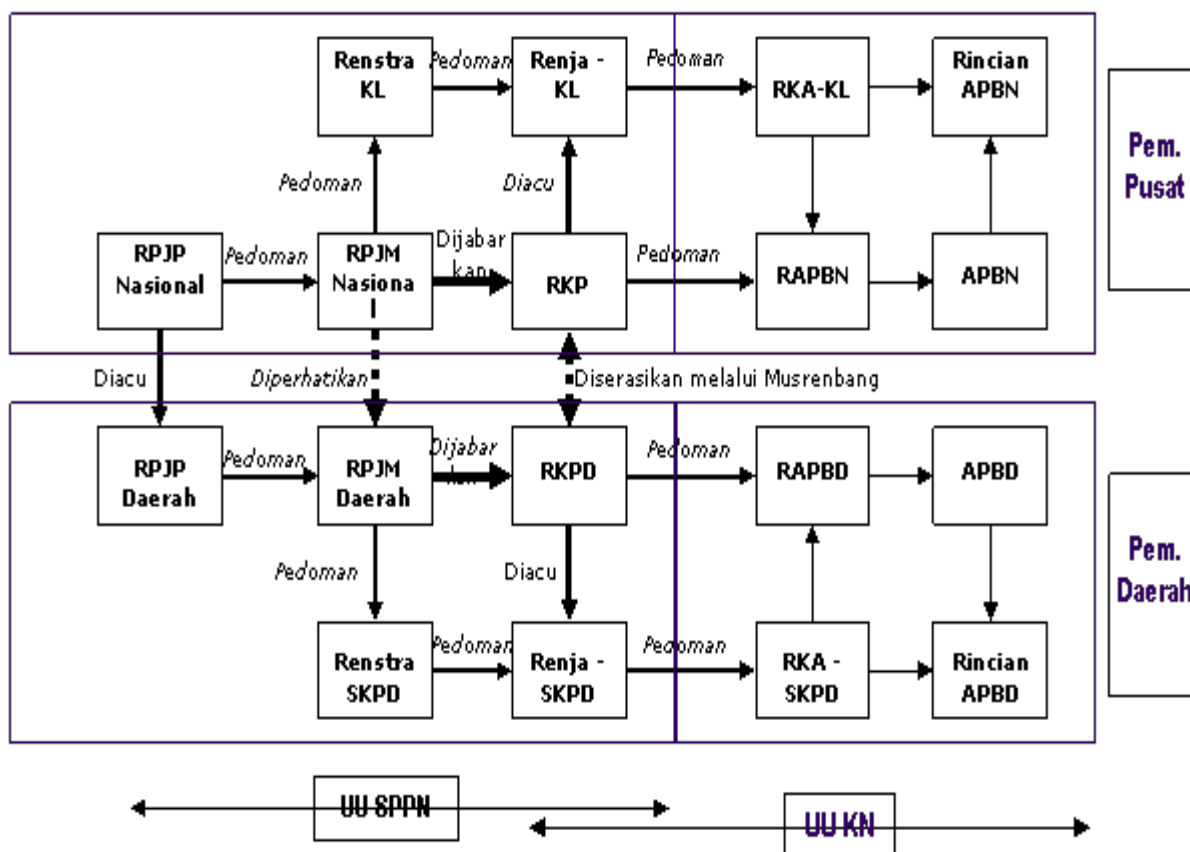 Renstra
KL
Pedoman
Renja -
KL
Pedoman
RKA-KL
Rincian
APBN
Pem.
Pusat
Pedoman
Diacu
RPJP
Nasional
Pedoman
RPJM
Nasiona
Dijabar
kan
RKP
Pedoman
RAPBN
APBN
Diacu
Diperhatikan
Diserasikan melalui Musrenbang
RPJP
Daerah
Pedoman
RPJM
Daerah
Dijabar
kan
RKPD
Pedoman
RAPBD
APBD
Pem.
Daerah
Pedoman
Diacu
Renstra
SKPD
Pedoman
Renja -
SKPD
Pedoman
RKA -
SKPD
Rincian
APBD
UU SPPN
UU KN